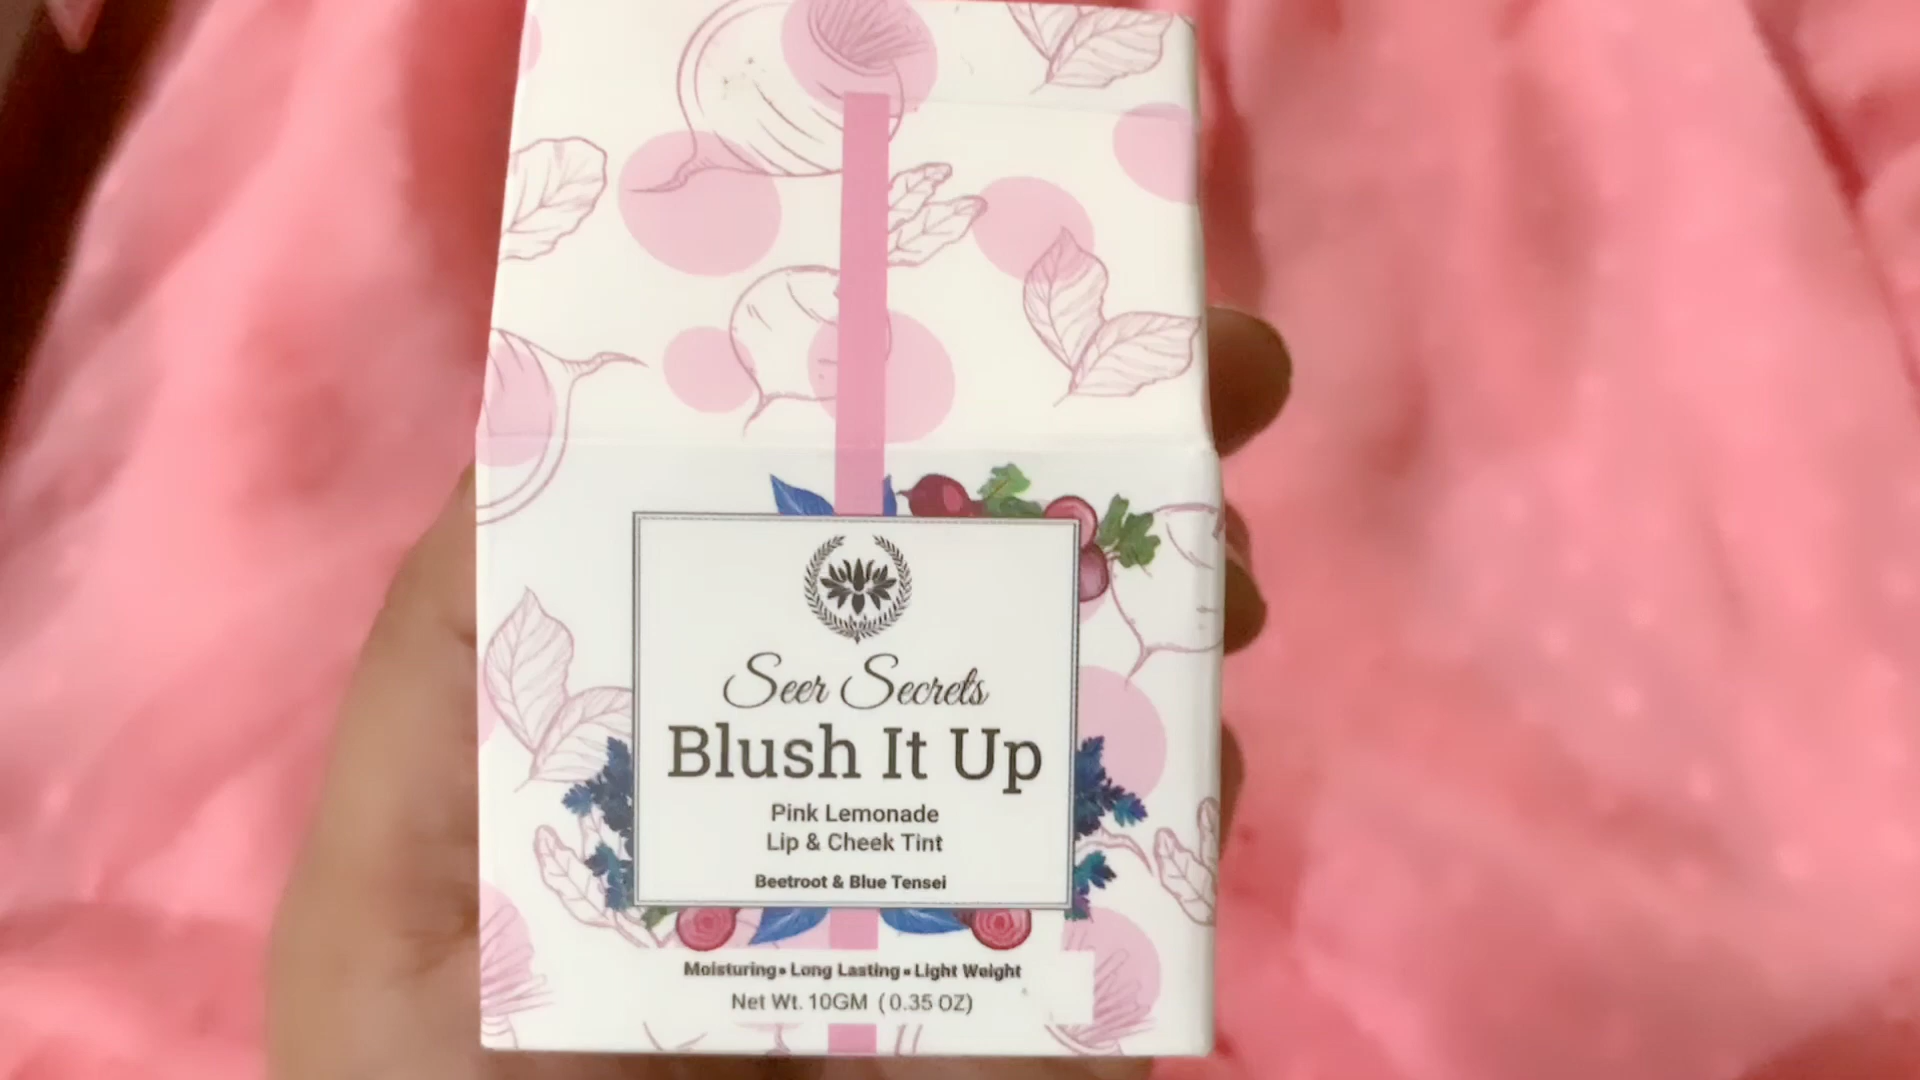 Seer Secrets
Blush It Up
Pink Lemonade
Lip & Cheek Tint
Beetroot & Blue Tensei
Moisturing • Long Lasting • Light Weight
Net Wt. 10GM (0.35 OZ)